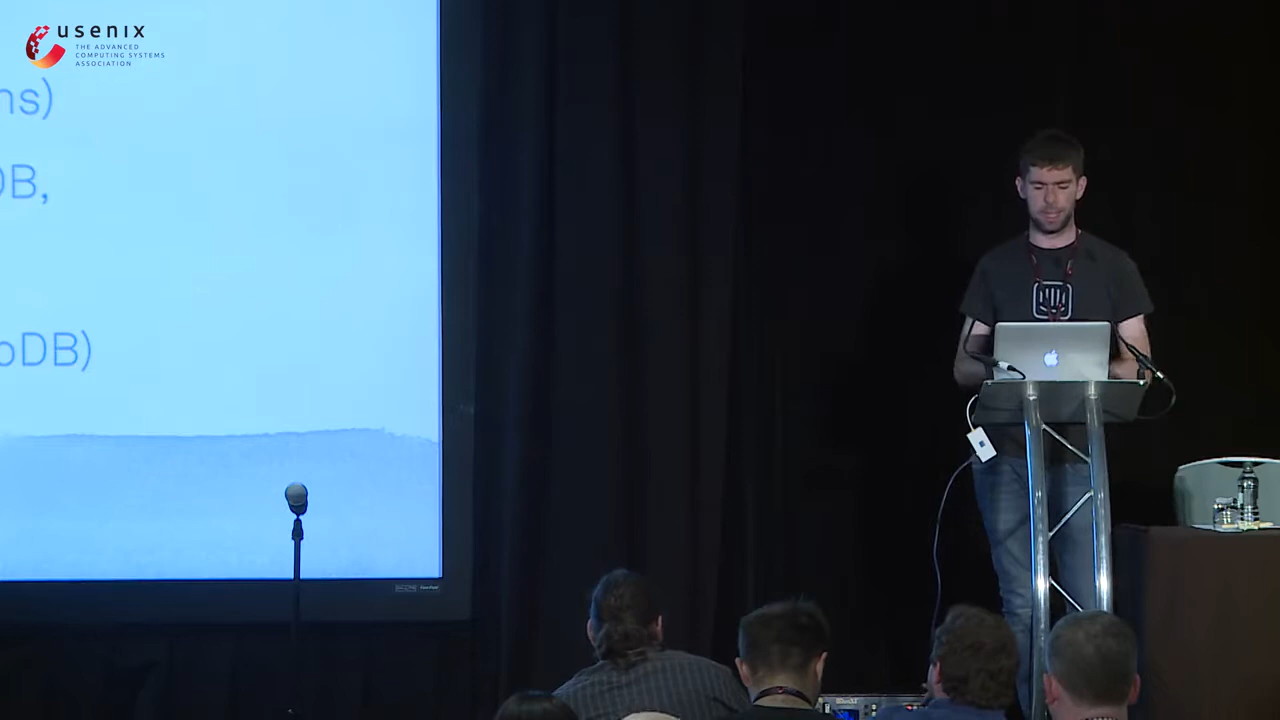 usenix
THE ADVANCED
COMPUTING SYSTEMS
ASSOCIATION
ns)
DB,
oDB)